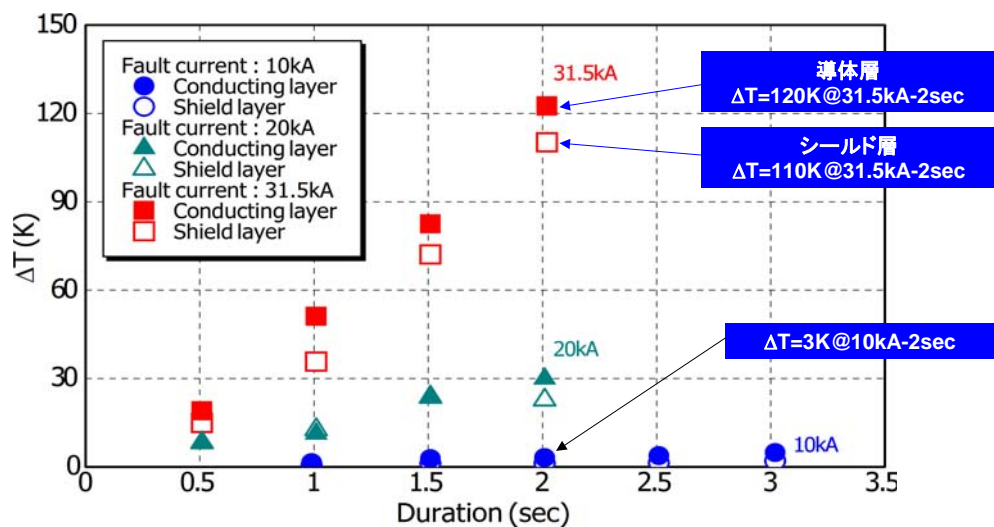 150
120
90
60
30
0
ΔT (K)
Fault current : 10kA
Conducting layer
Shield layer
Fault current : 20kA
Conducting layer
Shield layer
Fault current : 31.5kA
Conducting layer
Shield layer
31.5kA
導体層
ΔT=120K@31.5kA-2sec
シールド層
ΔT=110K@31.5kA-2sec
ΔT=3K@10kA-2sec
20kA
10kA
0 0.5 1 1.5 2 2.5 3 3.5
Duration (sec)